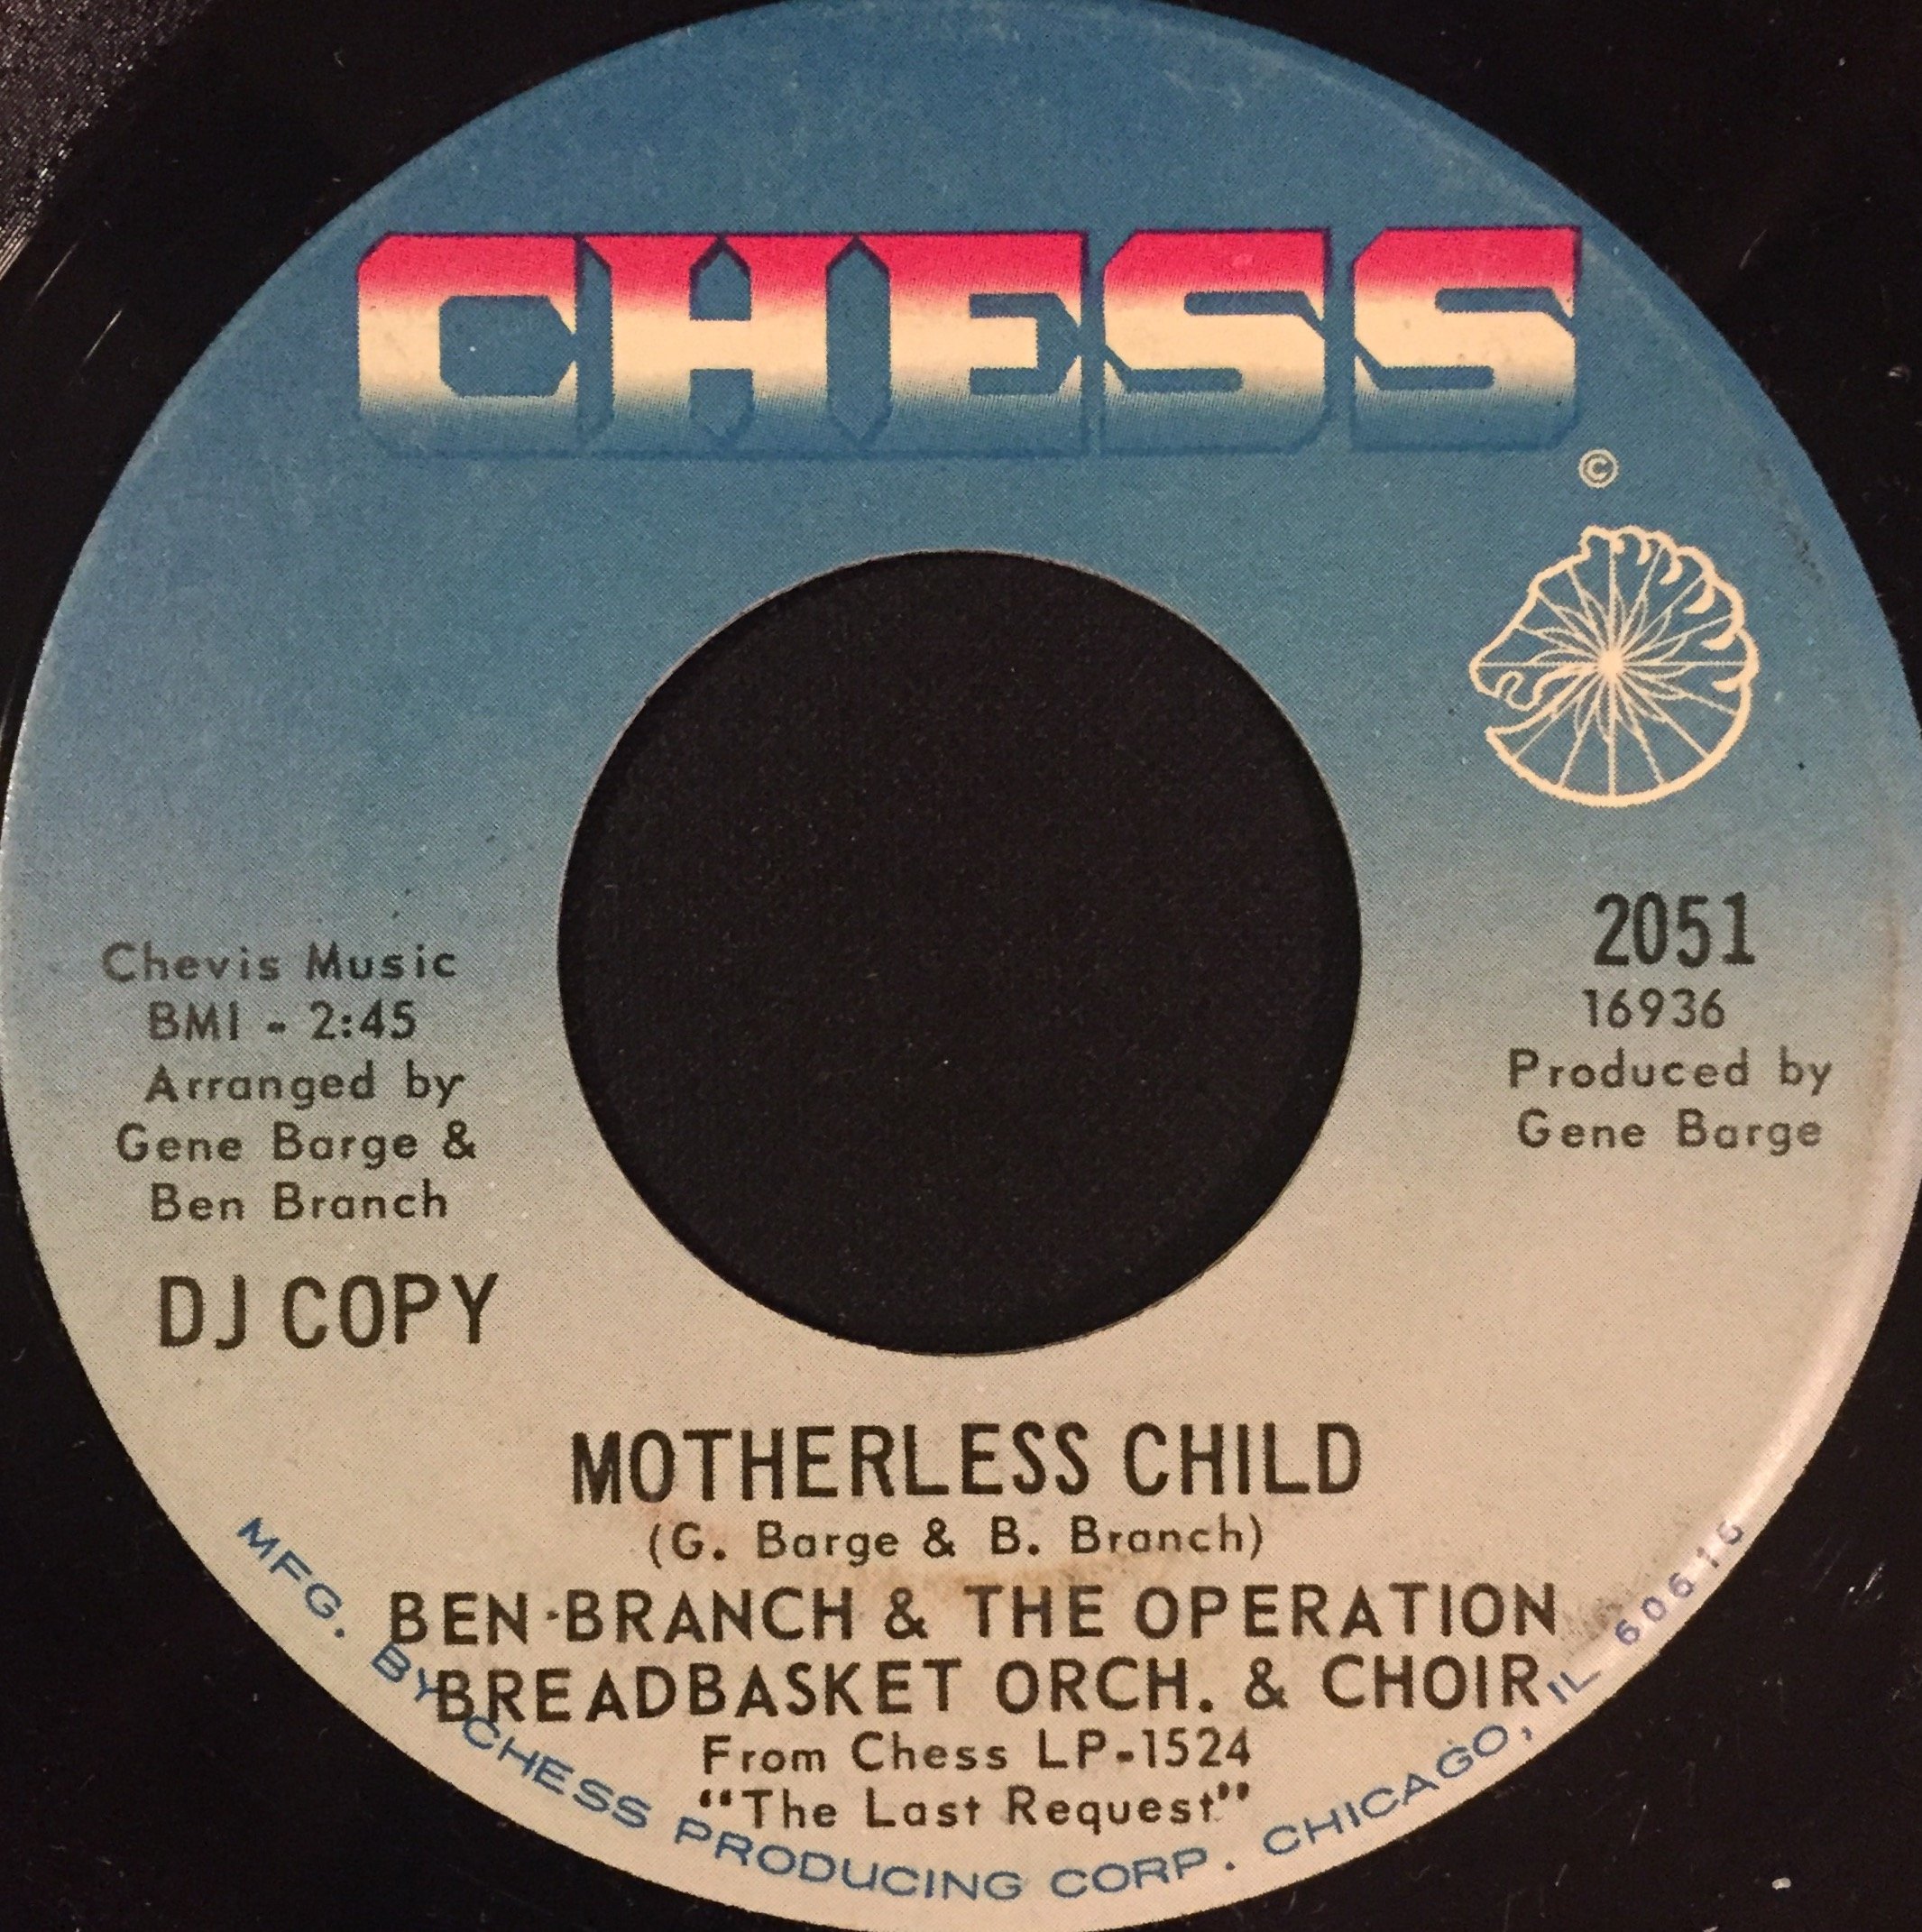 CHESS
©
Chevis Music
BMI - 2:45
Arranged by
Gene Barge &
Ben Branch
DJ COPY
2051
16936
Produced by
Gene Barge
MOTHERLESS CHILD
(G. Barge & B. Branch)
BEN BRANCH & THE OPERATION
BREADBASKET ORCH. & CHOIR
From Chess LP-1524
"The Last Request"
MFG. BY CHESS PRODUCING CORP. CHICAGO, IL 60616